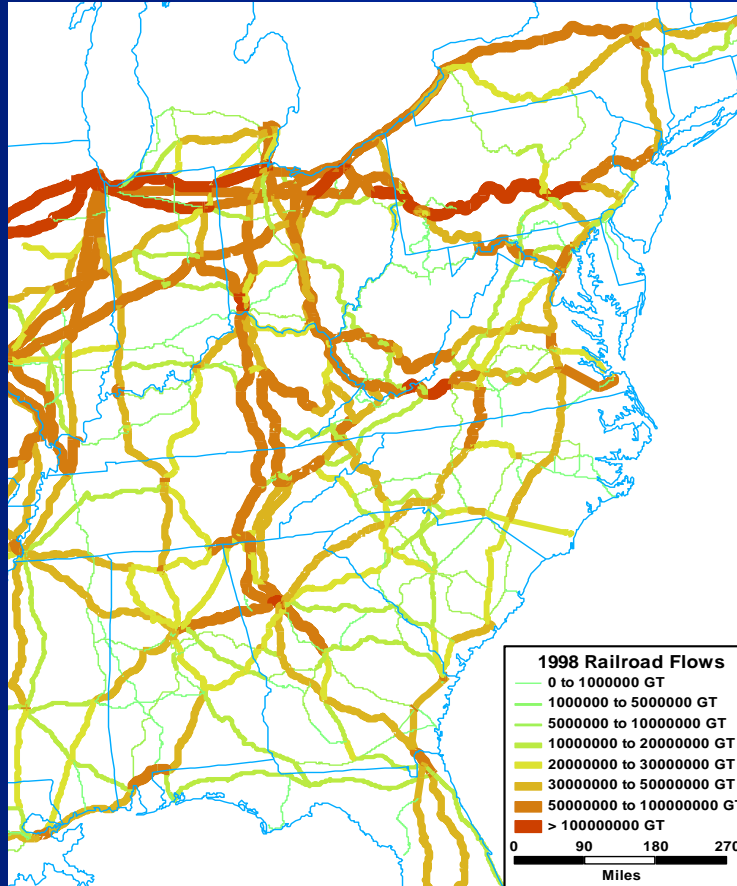 1998 Railroad Flows
0 to 1000000 GT
1000000 to 5000000 GT
5000000 to 10000000 GT
10000000 to 20000000 GT
20000000 to 30000000 GT
30000000 to 50000000 GT
50000000 to 100000000 GT
> 100000000 GT
0 90 180 270
Miles